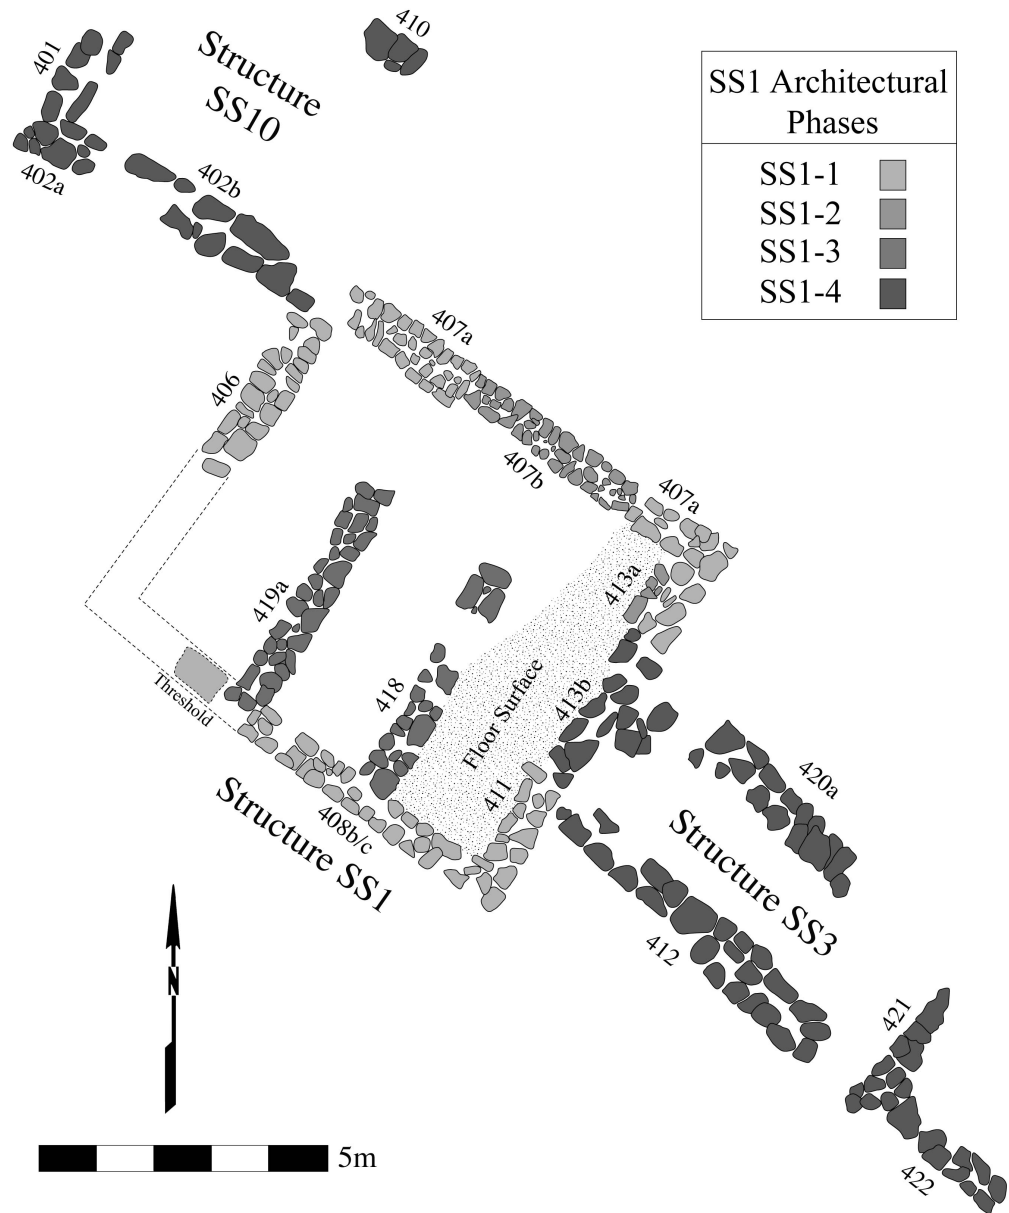 410
401
Structure
SS10
SS1 Architectural
Phases
SS1-1
SS1-2
SS1-3
SS1-4
402a
402b
407a
406
407b
407a
413a
419a
Floor Surface
413b
418
Threshold
411
408b/c
Structure SS1
420a
Structure SS3
412
N
421
422
5m